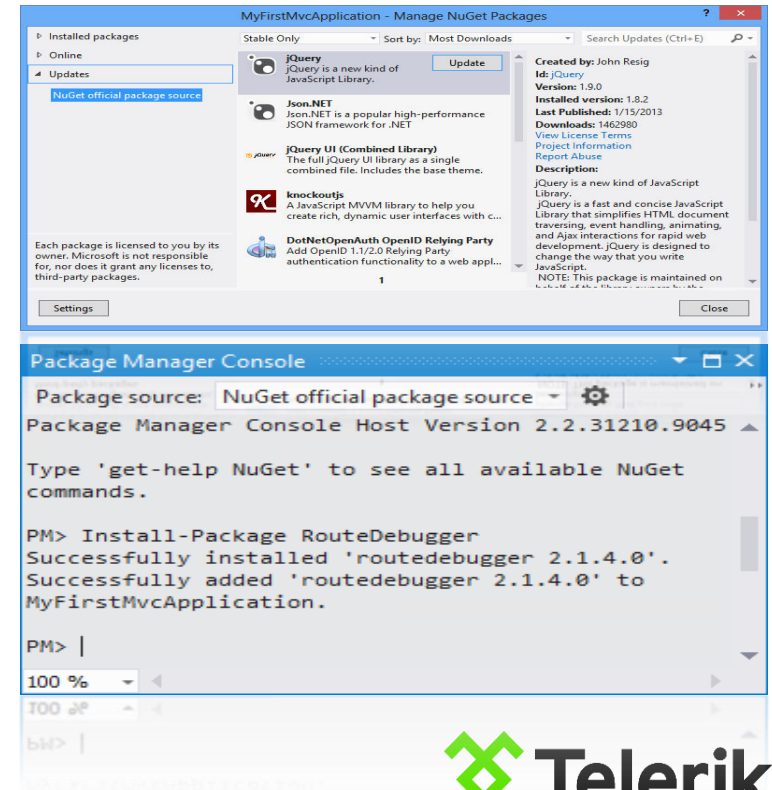 MyFirstMvcApplication - Manage NuGet Packages ? ×
Installed packages
Online
Updates
NuGet official package source
Each package is licensed to you by its
owner. Microsoft is not responsible
for, nor does it grant any licenses to,
third-party packages.
Settings
Stable Only Sort by: Most Downloads Search Updates (Ctrl+E)
jQuery
jQuery is a new kind of
JavaScript Library.
Update
Json.NET
Json.NET is a popular high-performance
JSON framework for .NET
jQuery UI (Combined Library)
The full jQuery UI library as a single
combined file. Includes the base theme.
knockoutjs
A JavaScript MVVM library to help you
create rich, dynamic user interfaces with c...
DotNetOpenAuth OpenID Relying Party
Add OpenID 1.1/2.0 Relying Party
authentication functionality to a web appl...
1
Created by: John Resig
Id: jQuery
Version: 1.9.0
Installed version: 1.8.2
Last Published: 1/15/2013
Downloads: 1462980
View License Terms
Project Information
Report Abuse
Description:
jQuery is a new kind of JavaScript
Library.
jQuery is a fast and concise JavaScript
Library that simplifies HTML document
traversing, event handling, animating,
and Ajax interactions for rapid web
development. jQuery is designed to
change the way that you write
JavaScript.
NOTE: This package is maintained on
behalf of the library owners by the
Close
Package Manager Console
Package source: NuGet official package source
Package Manager Console Host Version 2.2.31210.9045
Type 'get-help NuGet' to see all available NuGet
commands.
PM> Install-Package RouteDebugger
Successfully installed 'routedebugger 2.1.4.0'.
Successfully added 'routedebugger 2.1.4.0' to
MyFirstMvcApplication.
PM>
100 %
Telerik